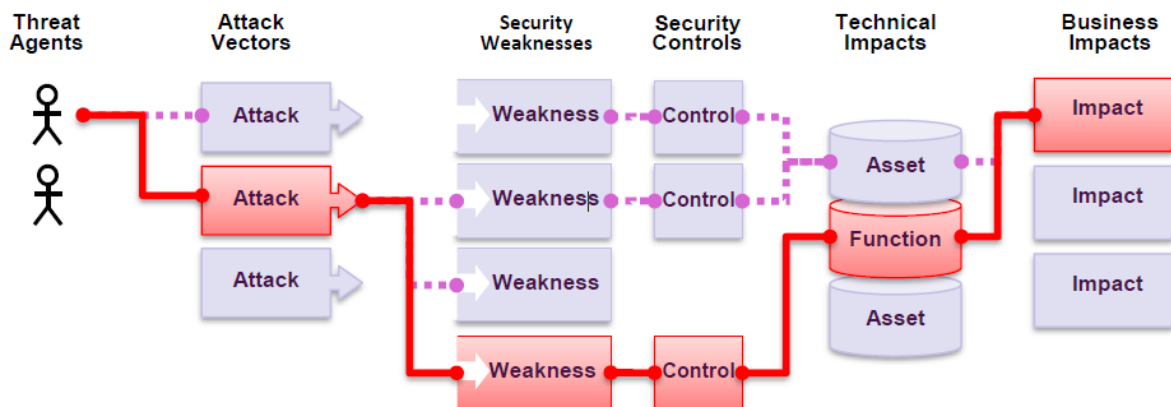 Threat
Agents
Attack
Vectors
Security
Weaknesses
Security
Controls
Technical
Impacts
Business
Impacts
Attack
Weakness
Control
Impact
Asset
Attack
Weakness
Control
Impact
Function
Attack
Weakness
Impact
Asset
Weakness
Control